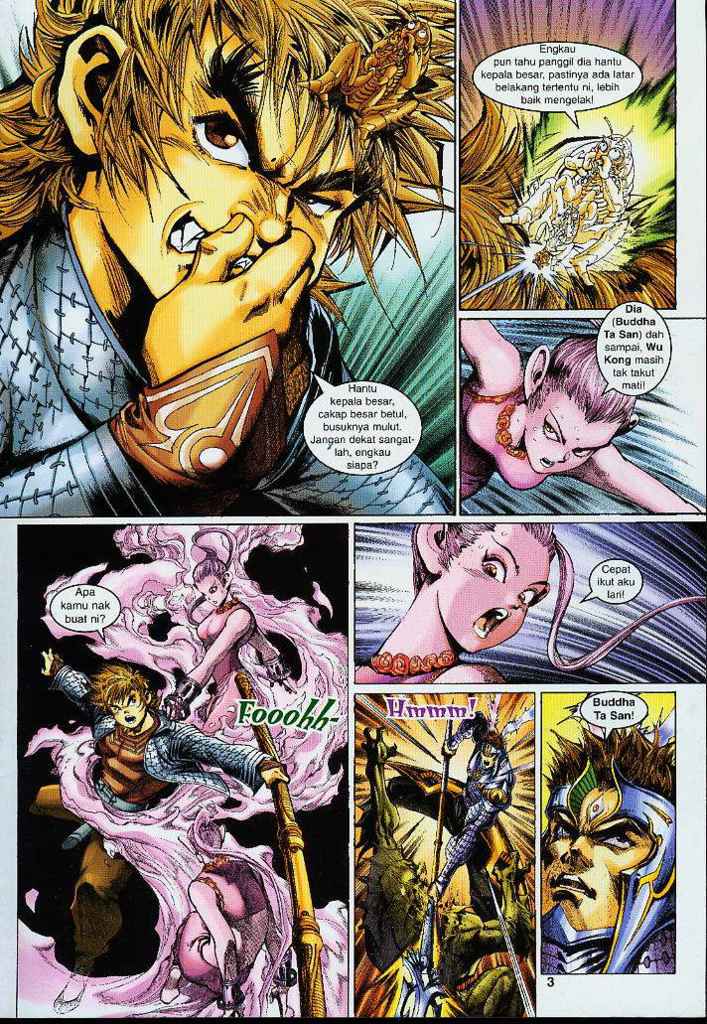 Hantu
kepala besar,
cakap besar betul,
busuknya mulut.
Jangan dekat sangat-
lah, engkau
siapa?
Engkau
pun tahu panggil dia hantu
kepala besar, pastinya ada latar
belakang tertentu ni, lebih
baik mengelak!
Dia
(Buddha
Ta San) dah
sampai, Wu
Kong masih
tak takut
mati!
Apa
kamu nak
buat ni?
Fooohh-
Cepat
ikut aku
lari!
Hmmm!
Buddha
Ta San!
3